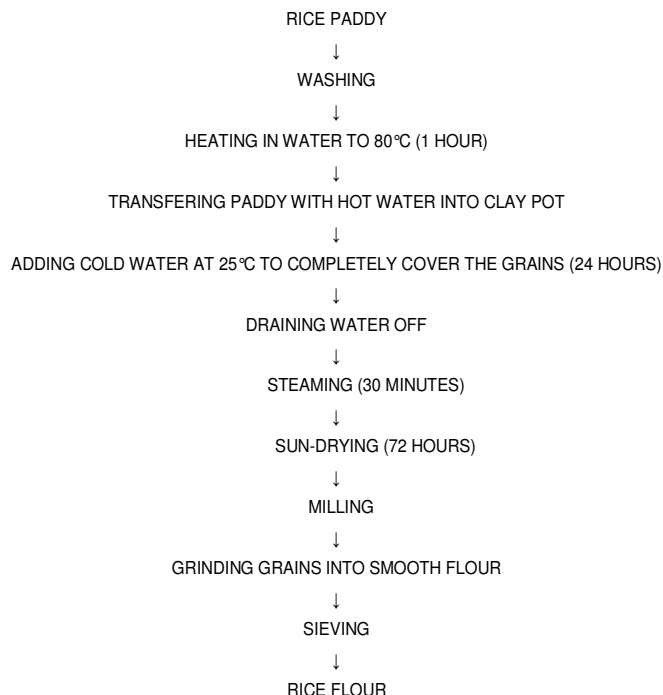 RICE PADDY
↓
WASHING
↓
HEATING IN WATER TO 80°C (1 HOUR)
↓
TRANSFERING PADDY WITH HOT WATER INTO CLAY POT
↓
ADDING COLD WATER AT 25°C TO COMPLETELY COVER THE GRAINS (24 HOURS)
↓
DRAINING WATER OFF
↓
STEAMING (30 MINUTES)
↓
SUN-DRYING (72 HOURS)
↓
MILLING
↓
GRINDING GRAINS INTO SMOOTH FLOUR
↓
SIEVING
↓
RICE FLOUR